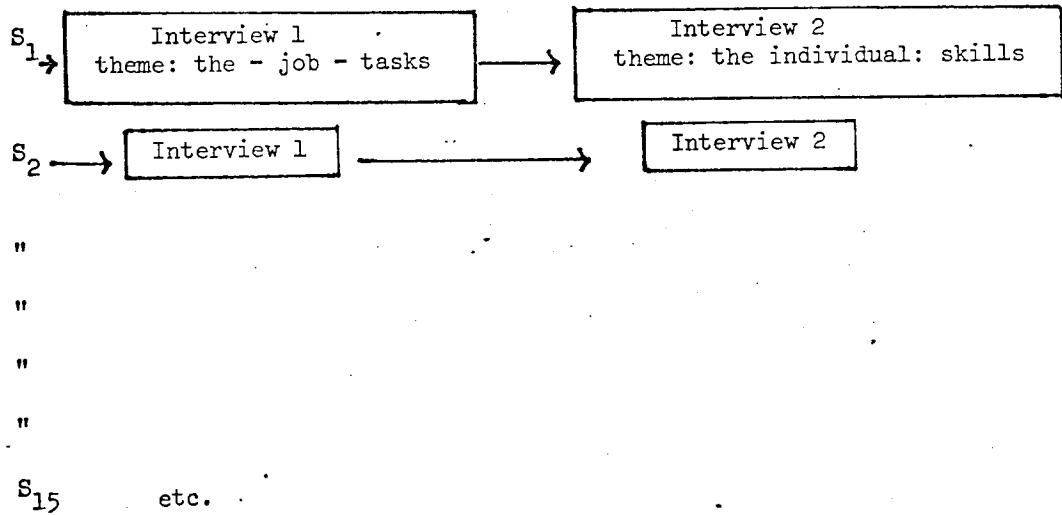 S1 Interview 1 Interview 2
theme: the - job - tasks theme: the individual: skills
S2 Interview 1 Interview 2
"
"
"
"
S15 etc.